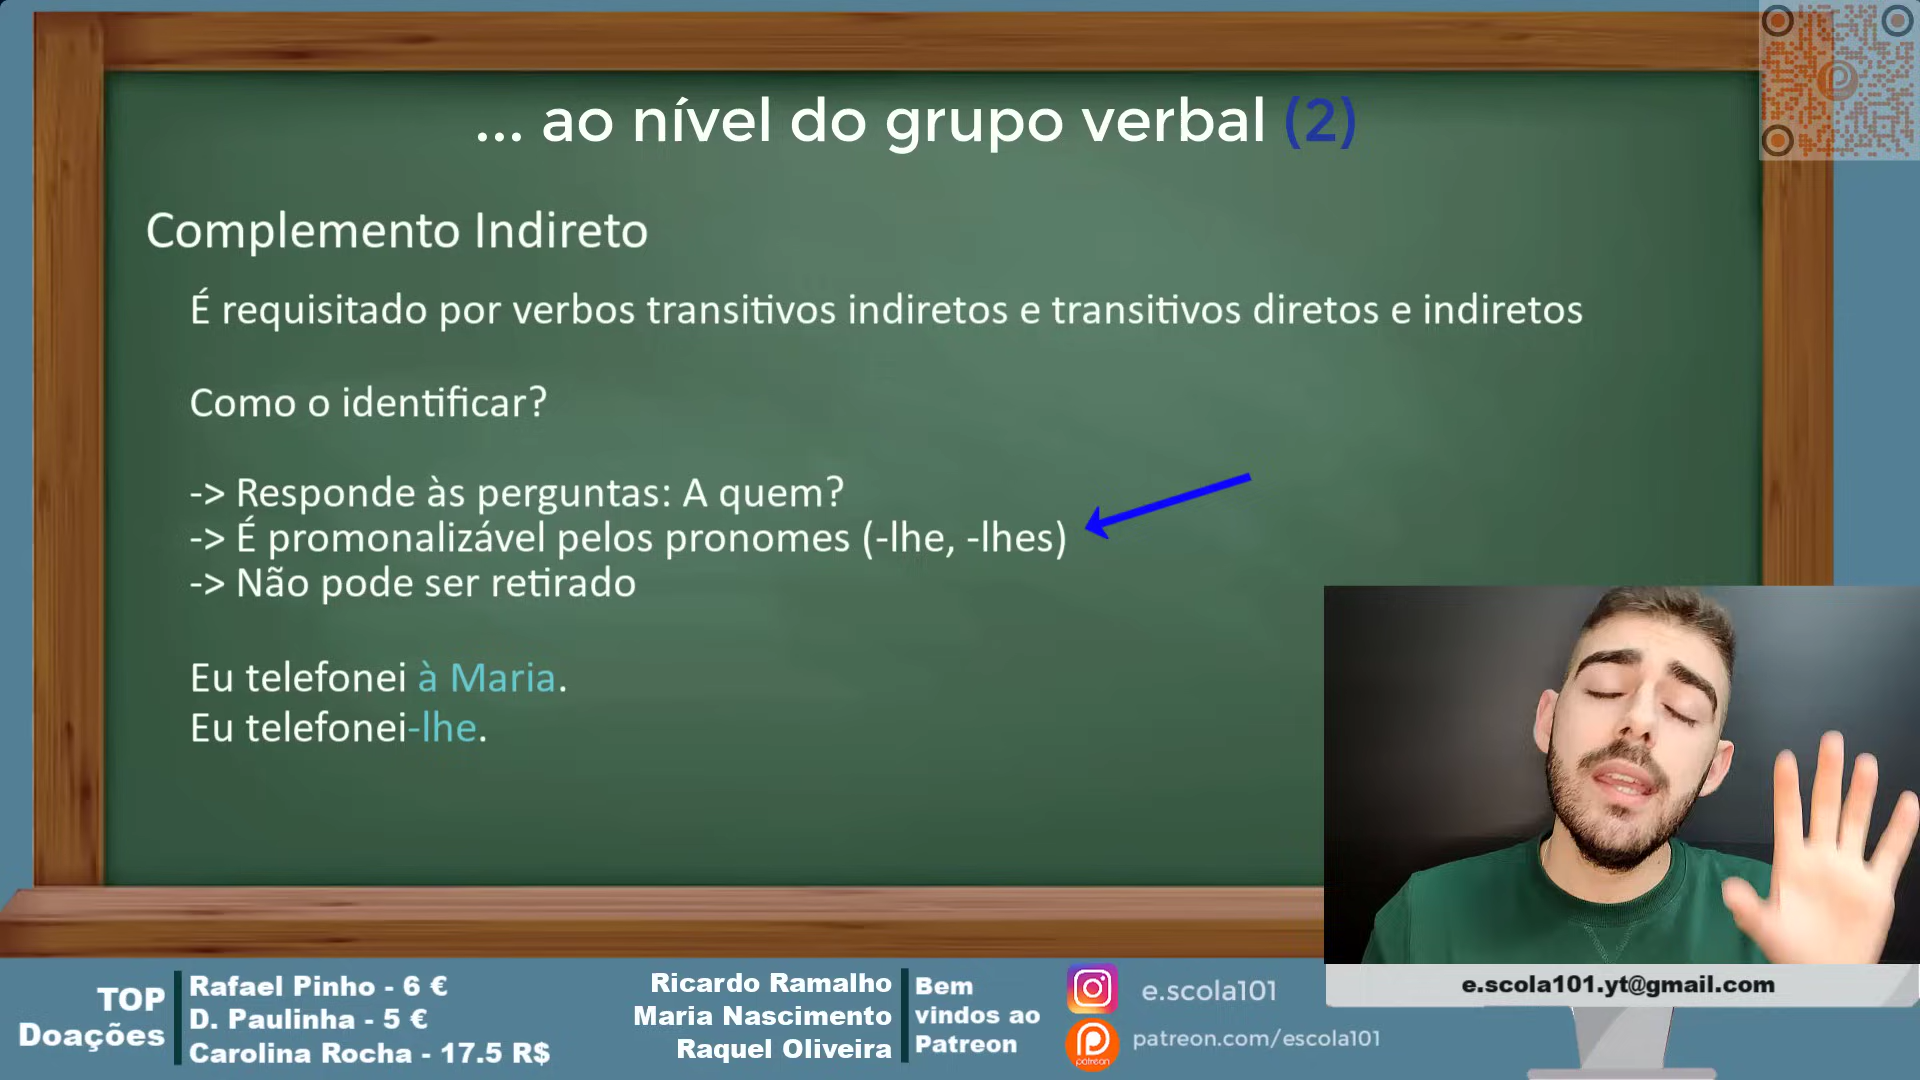 ... ao nível do grupo verbal (2)
Complemento Indireto
É requisitado por verbos transitivos indiretos e transitivos diretos e indiretos
Como o identificar?
-> Responde às perguntas: A quem?
-> É promonalizável pelos pronomes (-lhe, -lhes)
-> Não pode ser retirado
Eu telefonei à Maria.
Eu telefonei-lhe.
e.scola101.yt@gmail.com
TOP
Doações
Rafael Pinho - 6 €
D. Paulinha - 5 €
Carolina Rocha - 17.5 R$
Ricardo Ramalho
Maria Nascimento
Raquel Oliveira
Bem
vindos ao
Patreon
e.scola101
patreon
patreon.com/escola101